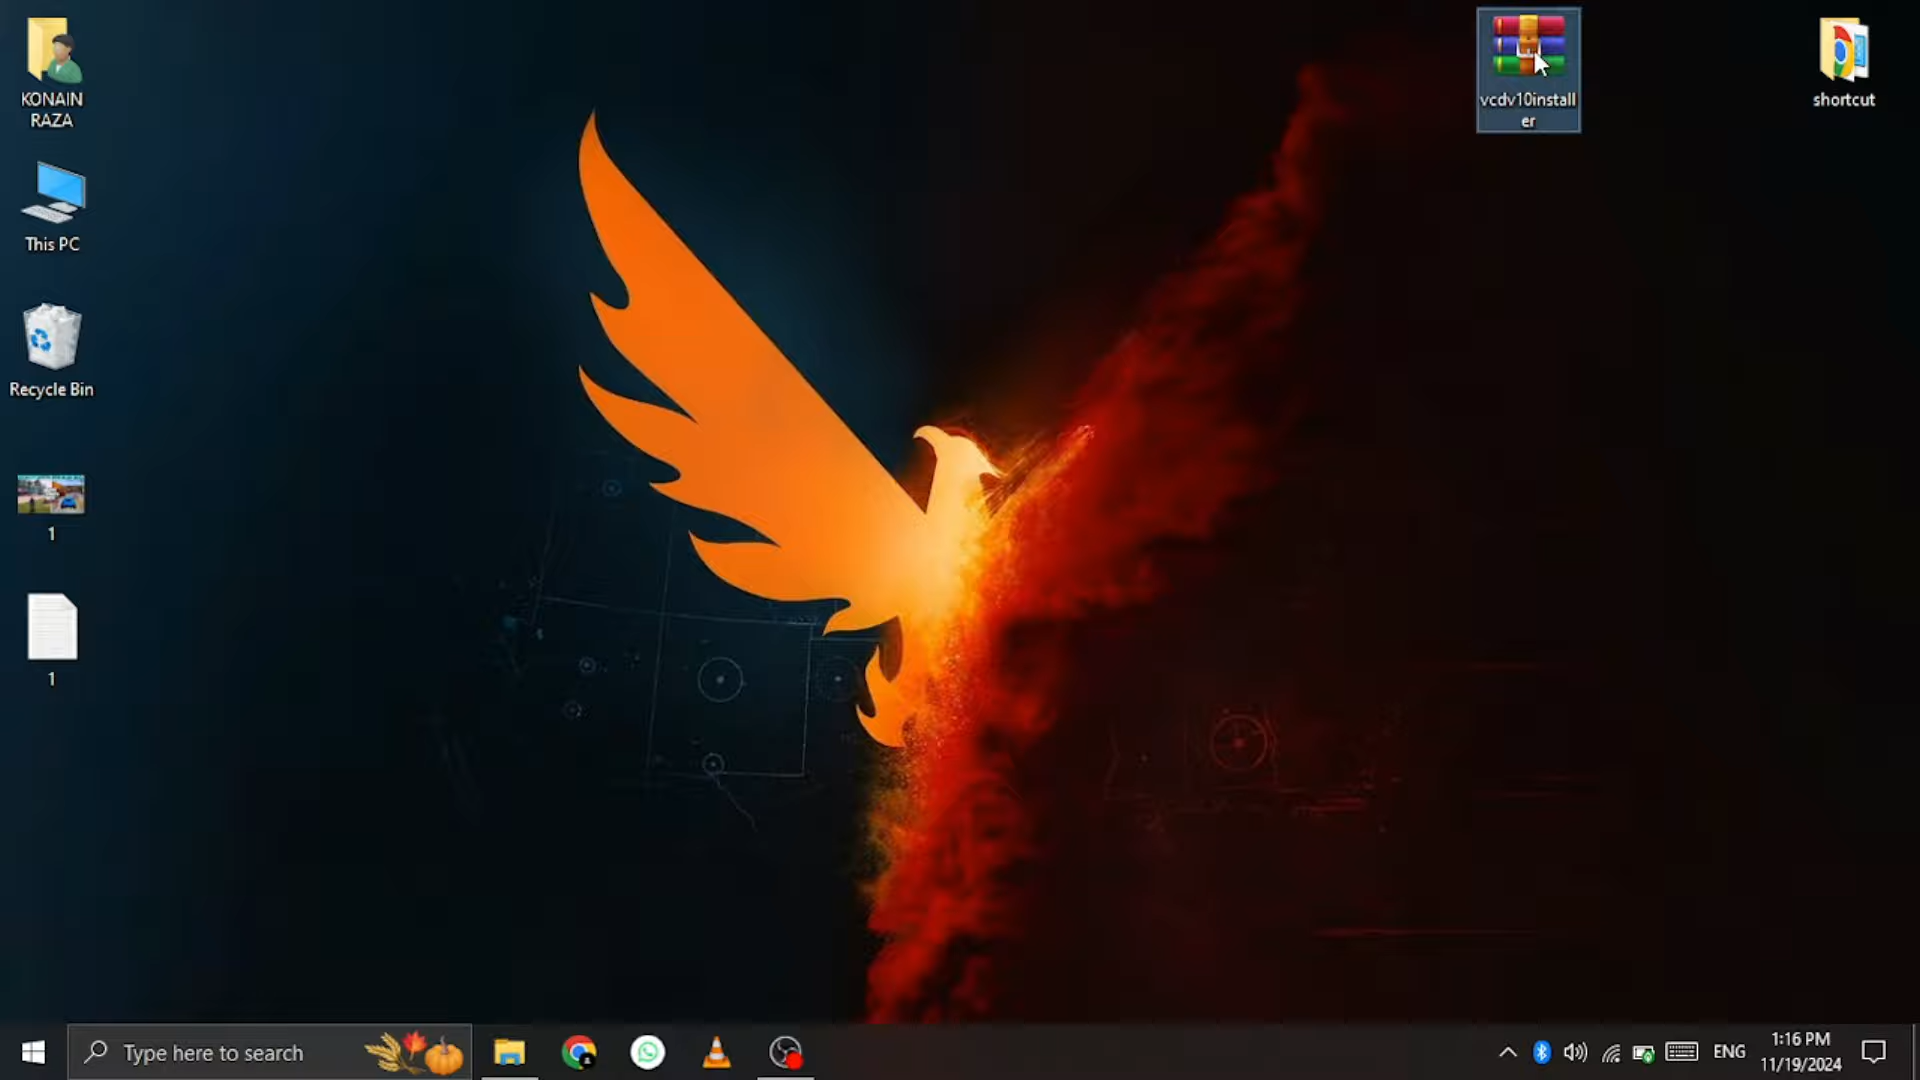 KONAIN
RAZA
This PC
Recycle Bin
1
1
vcdv10install
er
shortcut
Type here to search
ENG
1:16 PM
11/19/2024